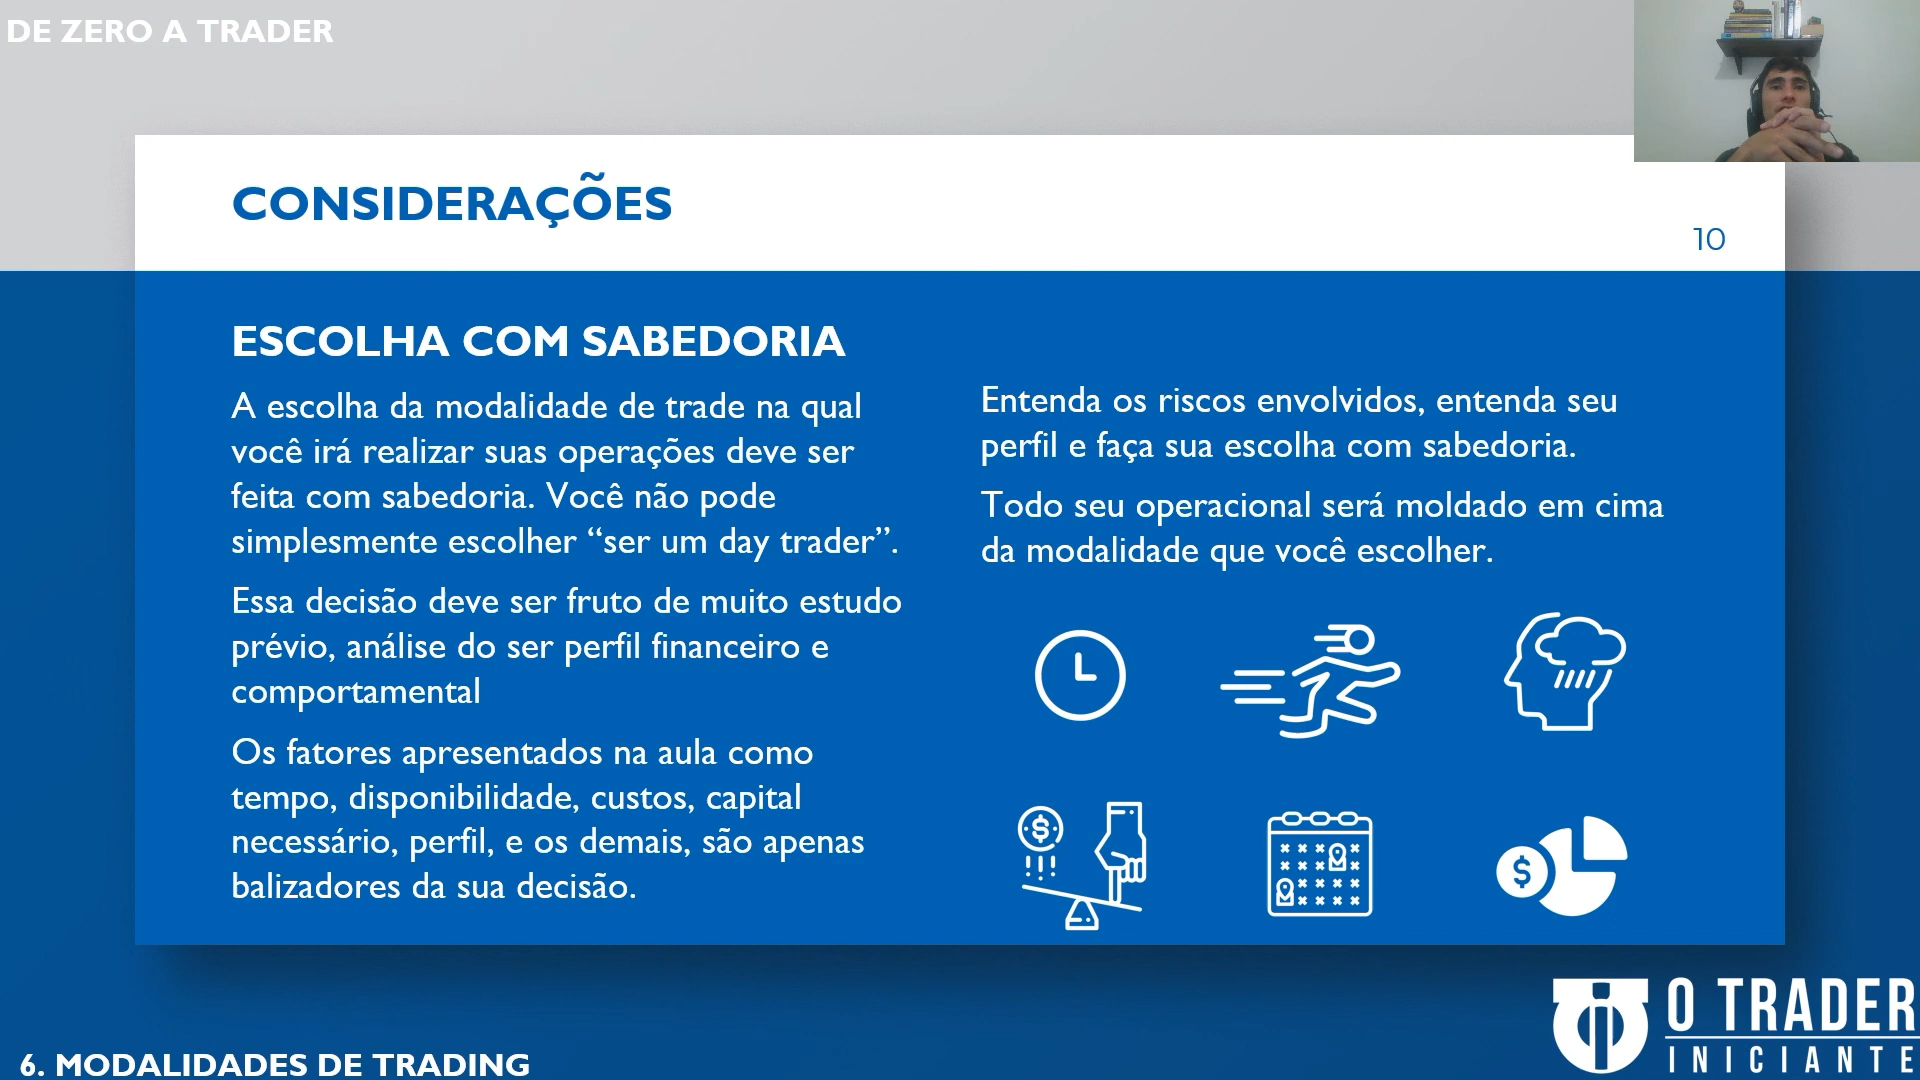 DE ZERO A TRADER
CONSIDERAÇÕES
10
ESCOLHA COM SABEDORIA
A escolha da modalidade de trade na qual
você irá realizar suas operações deve ser
feita com sabedoria. Você não pode
simplesmente escolher “ser um day trader”.
Essa decisão deve ser fruto de muito estudo
prévio, análise do ser perfil financeiro e
comportamental
Os fatores apresentados na aula como
tempo, disponibilidade, custos, capital
necessário, perfil, e os demais, são apenas
balizadores da sua decisão.
Entenda os riscos envolvidos, entenda seu
perfil e faça sua escolha com sabedoria.
Todo seu operacional será moldado em cima
da modalidade que você escolher.
$
$
6. MODALIDADES DE TRADING
O TRADER
INICIANTE